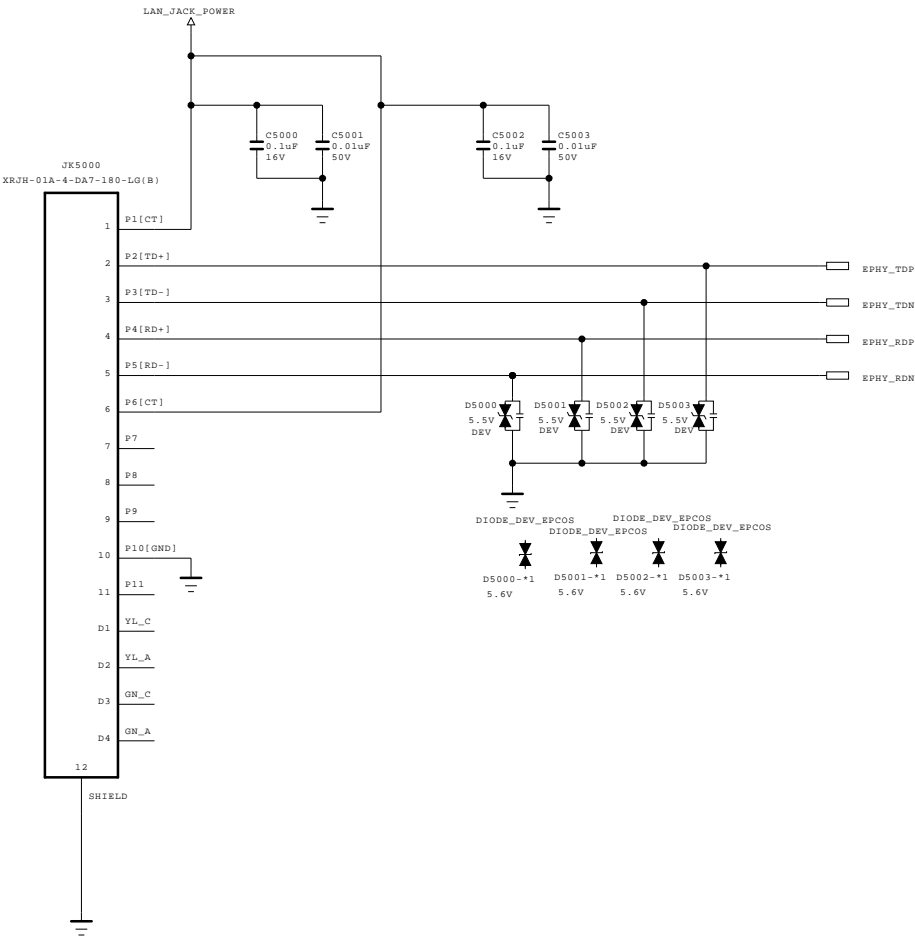 LAN_JACK_POWER
C5000
0.1uF
16V
C5001
0.01uF
50V
C5002
0.1uF
16V
C5003
0.01uF
50V
JK5000
XRJH-01A-4-DA7-180-LG(B)
1 P1[CT]
2 P2[TD+] EPHY_TDP
3 P3[TD-] EPHY_TDN
4 P4[RD+] EPHY_RDP
5 P5[RD-] EPHY_RDN
6 P6[CT]
D5000
5.5V
DEV
D5001
5.5V
DEV
D5002
5.5V
DEV
D5003
5.5V
DEV
7 P7
8 P8
9 P9
10 P10[GND]
11 P11
D1 YL_C
D2 YL_A
D3 GN_C
D4 GN_A
12
SHIELD
DIODE_DEV_EPCOS
D5000-*1
5.6V
DIODE_DEV_EPCOS
D5001-*1
5.6V
DIODE_DEV_EPCOS
D5002-*1
5.6V
DIODE_DEV_EPCOS
D5003-*1
5.6V